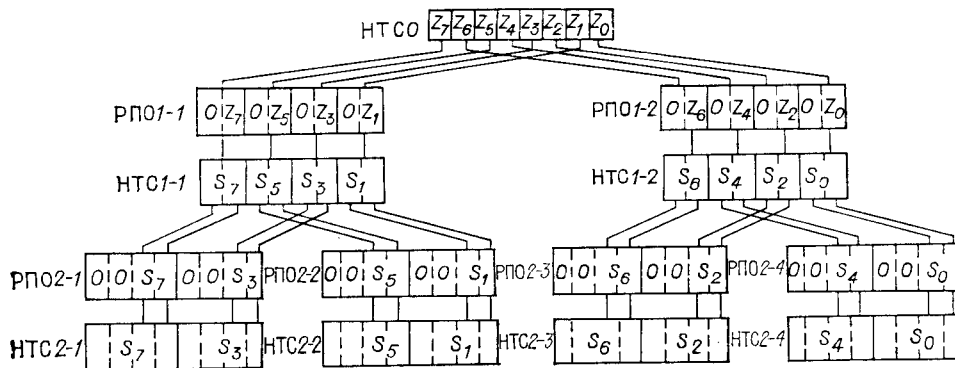 НТС0 Z7 Z6 Z5 Z4 Z3 Z2 Z1 Z0
РП01-1 0 Z7 0 Z5 0 Z3 0 Z1 РП01-2 0 Z6 0 Z4 0 Z2 0 Z0
НТС1-1 S7 S5 S3 S1 НТС1-2 S6 S4 S2 S0
РП02-1 0 0 S7 0 0 S3 РП02-2 0 0 S5 0 0 S1 РП02-3 0 0 S6 0 0 S2 РП02-4 0 0 S4 0 0 S0
НТС2-1 S7 S3 НТС2-2 S5 S1 НТС2-3 S6 S2 НТС2-4 S4 S0